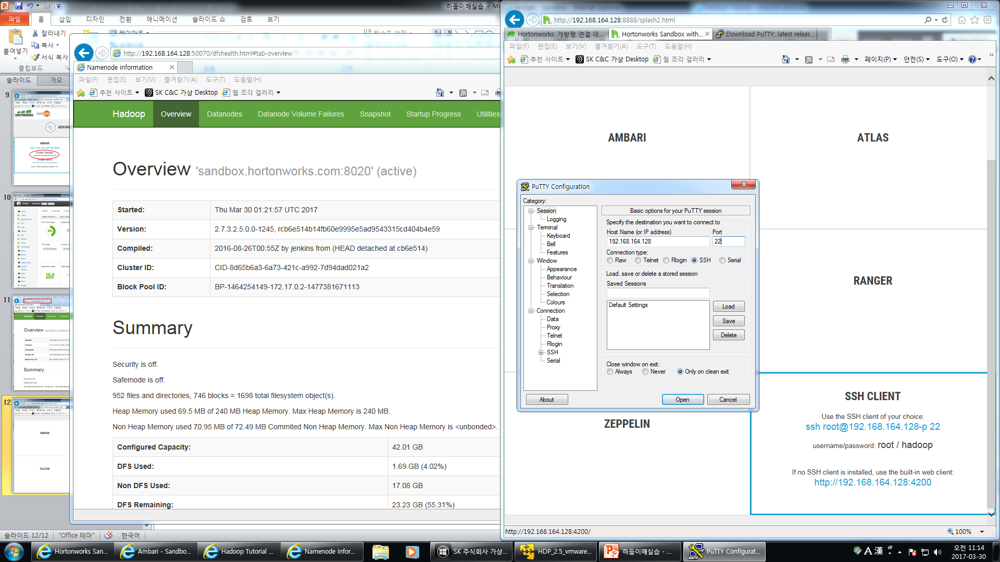 하둡이해실습 - Mi
파일
홈
삽입
디자인
전환
애니메이션
슬라이드 쇼
검토
보기
잘라내기
복사
서식 복사
붙여넣기
클립보드
슬라이드
개요
9
10
11
12
http://192.168.164.128:50070/dfshealth.html#tab-overview
Namenode information
파일(F) 편집(E) 보기(V) 즐겨찾기(A) 도구(T) 도움말(H)
추천 사이트 SK C&C 가상 Desktop 웹 조각 갤러리
Hadoop Overview Datanodes Datanode Volume Failures Snapshot Startup Progress Utilities
Overview 'sandbox.hortonworks.com:8020' (active)
Started: Thu Mar 30 01:21:57 UTC 2017
Version: 2.7.3.2.5.0.0-1245, rcb6e514b14fb60e9995e5ad9543315cd404b4e59
Compiled: 2016-08-26T00:55Z by jenkins from (HEAD detached at cb6e514)
Cluster ID: CID-8d65b6a3-6a73-421c-a992-7d94dad021a2
Block Pool ID: BP-1464254149-172.17.0.2-1477381671113
Summary
Security is off.
Safemode is off.
952 files and directories, 746 blocks = 1698 total filesystem object(s).
Heap Memory used 69.5 MB of 240 MB Heap Memory. Max Heap Memory is 240 MB.
Non Heap Memory used 70.95 MB of 72.49 MB Commited Non Heap Memory. Max Non Heap Memory is <unbonded>.
Configured Capacity: 42.01 GB
DFS Used: 1.69 GB (4.02%)
Non DFS Used: 17.08 GB
DFS Remaining: 23.23 GB (55.31%)
http://192.168.164.128:8888/splash2.html
Hortonworks: 개방형 연결 데...
Hortonworks Sandbox with...
Download PuTTY: latest releas...
파일(F) 편집(E) 보기(V) 즐겨찾기(A) 도구(T) 도움말(H)
추천 사이트 SK C&C 가상 Desktop 웹 조각 갤러리
페이지(P) 안전(S) 도구(O)
AMBARI
ATLAS
RANGER
ZEPPELIN
SSH CLIENT
Use the SSH client of your choice:
ssh root@192.168.164.128-p 22
username/password: root / hadoop
If no SSH client is installed, use the built-in web client:
http://192.168.164.128:4200
PuTTY Configuration
Category:
Session
Logging
Terminal
Keyboard
Bell
Features
Window
Appearance
Behaviour
Translation
Selection
Colours
Connection
Data
Proxy
Telnet
Rlogin
SSH
Serial
Basic options for your PuTTY session
Specify the destination you want to connect to
Host Name (or IP address) Port
192.168.164.128 22
Connection type:
Raw Telnet Rlogin SSH Serial
Load, save or delete a stored session
Saved Sessions
Default Settings
Load
Save
Delete
Close window on exit:
Always Never Only on clean exit
About Open Cancel
http://192.168.164.128:4200/
100%
슬라이드 12/12 "Office 테마" 한국어
Hortonworks San...
Ambari - Sandbo...
Hadoop Tutorial ...
Namenode infor...
SK 주식회사 가상...
HDP_2.5_vmware...
하둡이해실습 - ...
PuTTY Configurat...
A 漢
오전 11:14
2017-03-30